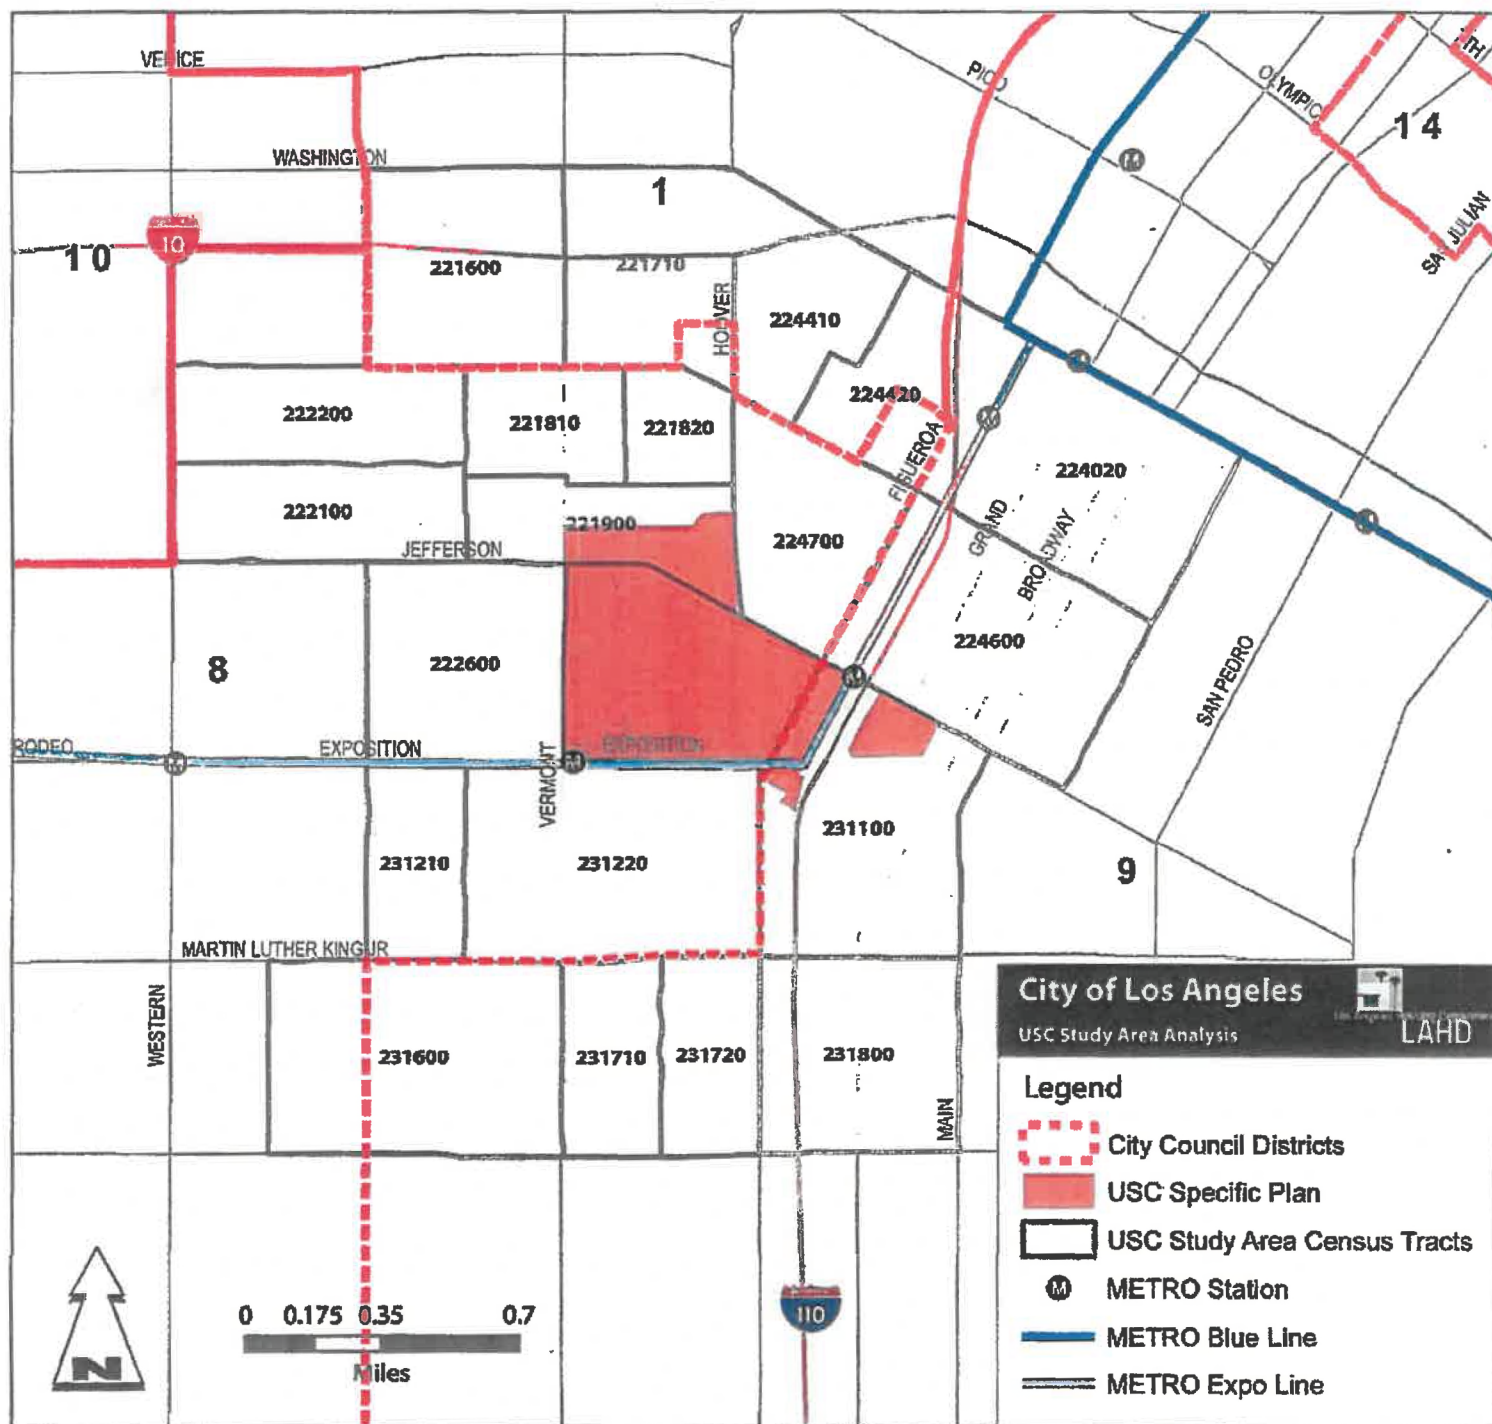 VENICE
PICO
OLYMPIC
7TH
14
WASHINGTON
1
SAN JULIAN
10
10
221600
221710
HOOVER
224410
222200
221810
221820
224420
FIGUEROA
224020
222100
221900
224700
GRAND
BROADWAY
JEFFERSON
8
222600
224600
SAN PEDRO
RODEO
EXPOSITION
EXPOSITION
VERMONT
231210
231220
231100
9
MARTIN LUTHER KING JR
WESTERN
231600
231710
231720
231800
MAIN
City of Los Angeles
USC Study Area Analysis
LAHD
Legend
City Council Districts
USC Specific Plan
USC Study Area Census Tracts
M METRO Station
METRO Blue Line
METRO Expo Line
110
0 0.175 0.35 0.7
Miles
N
M
M
M
M
M
M
M